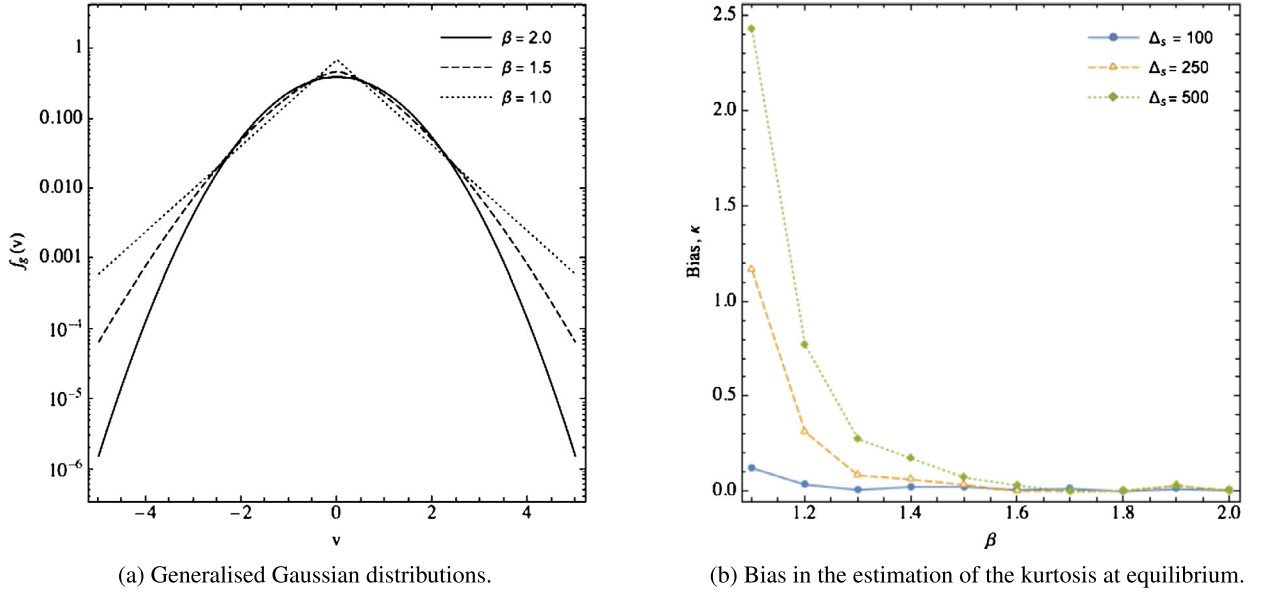 1
0.100
0.010
0.001
10⁻⁴
10⁻⁵
10⁻⁶
f_g(v)
β = 2.0
β = 1.5
β = 1.0
−4 −2 0 2 4
v
(a) Generalised Gaussian distributions.
2.5
2.0
1.5
1.0
0.5
0.0
Bias, κ
Δ_s = 100
Δ_s = 250
Δ_s = 500
1.2 1.4 1.6 1.8 2.0
β
(b) Bias in the estimation of the kurtosis at equilibrium.